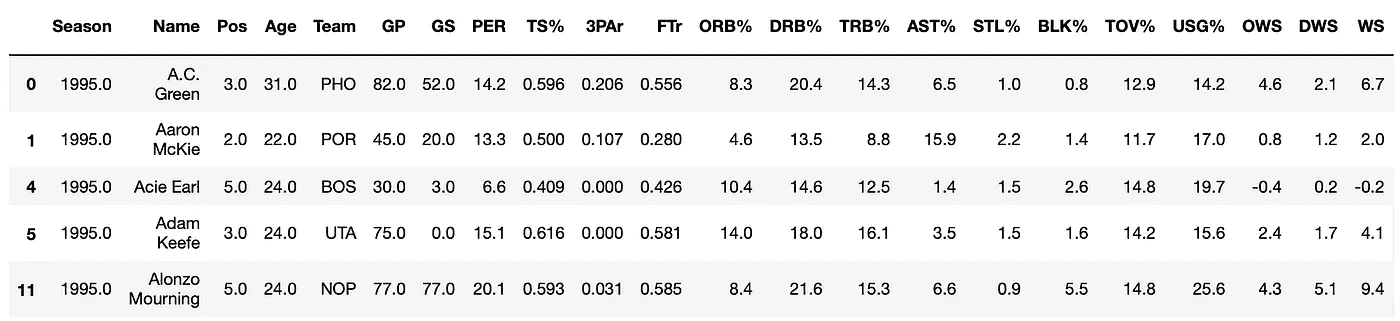 Season Name Pos Age Team GP GS PER TS% 3PAr FTr ORB% DRB% TRB% AST% STL% BLK% TOV% USG% OWS DWS WS
0 1995.0 A.C. Green 3.0 31.0 PHO 82.0 52.0 14.2 0.596 0.206 0.556 8.3 20.4 14.3 6.5 1.0 0.8 12.9 14.2 4.6 2.1 6.7
1 1995.0 Aaron McKie 2.0 22.0 POR 45.0 20.0 13.3 0.500 0.107 0.280 4.6 13.5 8.8 15.9 2.2 1.4 11.7 17.0 0.8 1.2 2.0
4 1995.0 Acie Earl 5.0 24.0 BOS 30.0 3.0 6.6 0.409 0.000 0.426 10.4 14.6 12.5 1.4 1.5 2.6 14.8 19.7 -0.4 0.2 -0.2
5 1995.0 Adam Keefe 3.0 24.0 UTA 75.0 0.0 15.1 0.616 0.000 0.581 14.0 18.0 16.1 3.5 1.5 1.6 14.2 15.6 2.4 1.7 4.1
11 1995.0 Alonzo Mourning 5.0 24.0 NOP 77.0 77.0 20.1 0.593 0.031 0.585 8.4 21.6 15.3 6.6 0.9 5.5 14.8 25.6 4.3 5.1 9.4